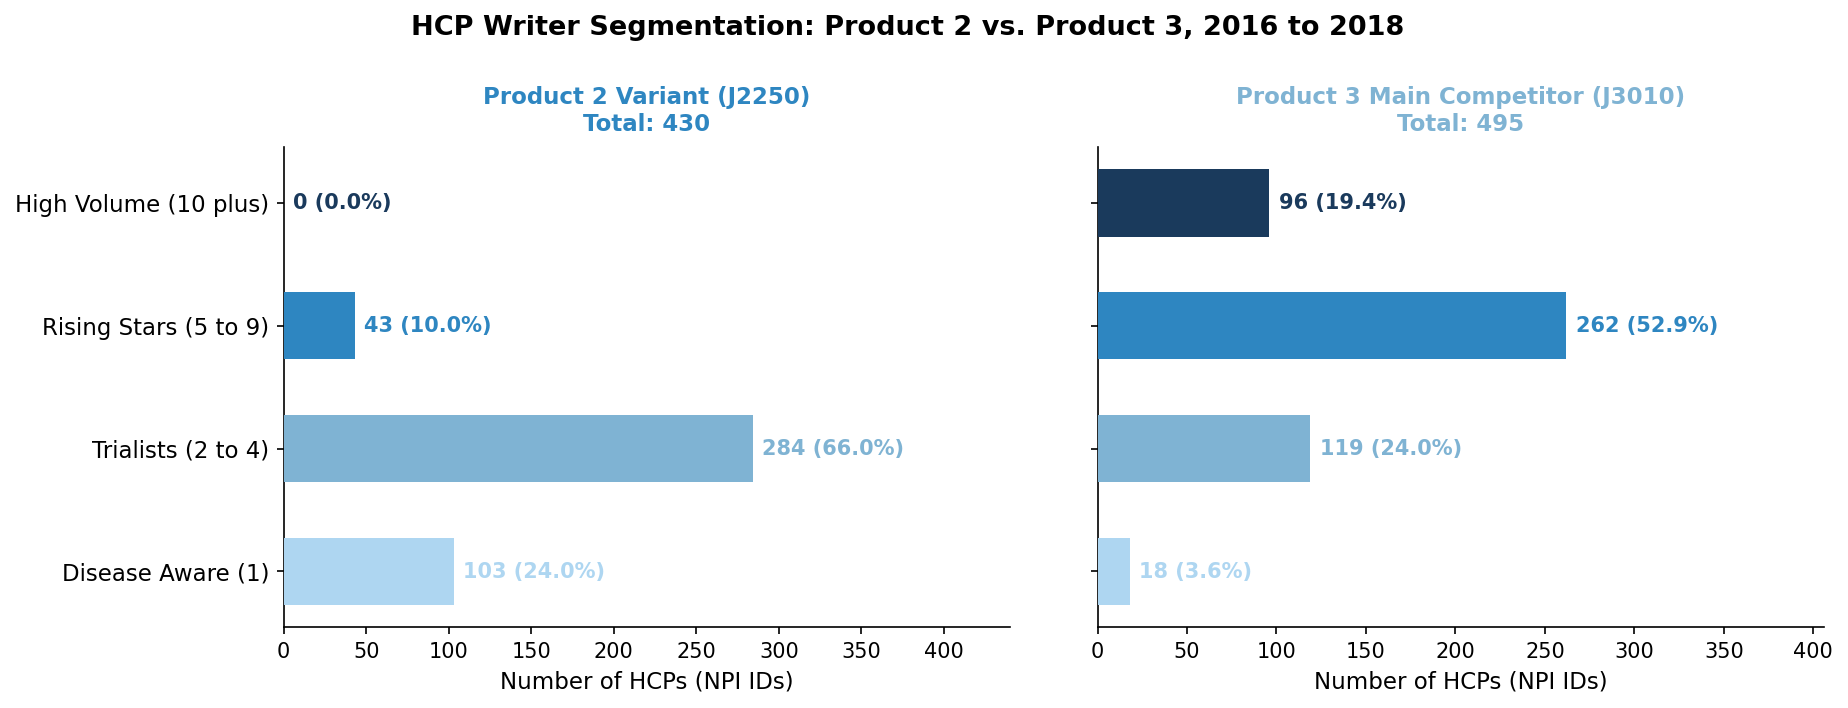 HCP Writer Segmentation: Product 2 vs. Product 3, 2016 to 2018
Product 2 Variant (J2250)
Total: 430
High Volume (10 plus)
0 (0.0%)
Rising Stars (5 to 9)
43 (10.0%)
Trialists (2 to 4)
284 (66.0%)
Disease Aware (1)
103 (24.0%)
0 50 100 150 200 250 300 350 400
Number of HCPs (NPI IDs)
Product 3 Main Competitor (J3010)
Total: 495
96 (19.4%)
262 (52.9%)
119 (24.0%)
18 (3.6%)
0 50 100 150 200 250 300 350 400
Number of HCPs (NPI IDs)